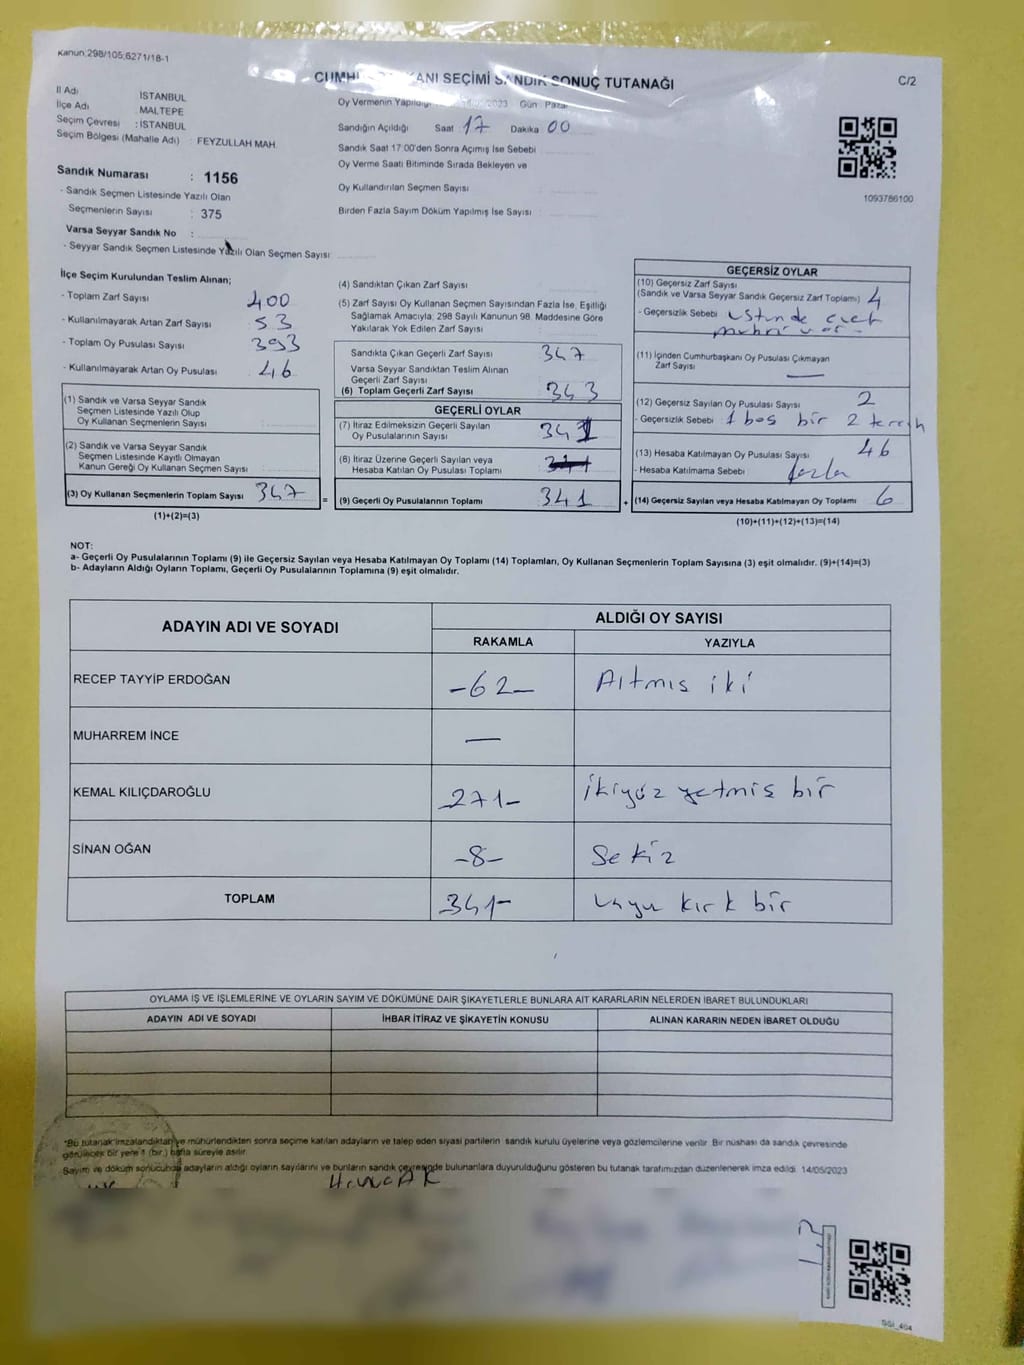 Kanun:298/105;6271/18-1
CUMHURBAŞKANI SEÇİMİ SANDIK SONUÇ TUTANAĞI
C/2
İl Adı : İSTANBUL
İlçe Adı : MALTEPE
Seçim Çevresi : İSTANBUL
Seçim Bölgesi (Mahalle Adı) : FEYZULLAH MAH.
Oy Vermenin Yapıldığı 2023 Gün: Pazar
Sandığın Açıldığı Saat : 17 Dakika 00
Sandık Saat 17:00'den Sonra Açımış İse Sebebi
Oy Verme Saati Bitiminde Sırada Bekleyen ve
Oy Kullandırılan Seçmen Sayısı
Birden Fazla Sayım Döküm Yapılmış İse Sayısı :
1093786100
Sandık Numarası : 1156
- Sandık Seçmen Listesinde Yazılı Olan
Seçmenlerin Sayısı : 375
Varsa Seyyar Sandık No :
- Seyyar Sandık Seçmen Listesinde Yazılı Olan Seçmen Sayısı :
İlçe Seçim Kurulundan Teslim Alınan;
- Toplam Zarf Sayısı 400
- Kullanılmayarak Artan Zarf Sayısı : 53
- Toplam Oy Pusulası Sayısı 393
- Kullanılmayarak Artan Oy Pusulası : 46
(1) Sandık ve Varsa Seyyar Sandık
Seçmen Listesinde Yazılı Olup
Oy Kullanan Seçmenlerin Sayısı
(2) Sandık ve Varsa Seyyar Sandık
Seçmen Listesinde Kayıtlı Olmayan
Kanun Gereği Oy Kullanan Seçmen Sayısı
(3) Oy Kullanan Seçmenlerin Toplam Sayısı 347
(1)+(2)=(3)
(4) Sandıktan Çıkan Zarf Sayısı
(5) Zarf Sayısı Oy Kullanan Seçmen Sayısından Fazla İse, Eşitliği
Sağlamak Amacıyla; 298 Sayılı Kanunun 98. Maddesine Göre
Yakılarak Yok Edilen Zarf Sayısı
Sandıkta Çıkan Geçerli Zarf Sayısı 347
Varsa Seyyar Sandıktan Teslim Alınan
Geçerli Zarf Sayısı
(6) Toplam Geçerli Zarf Sayısı 343
GEÇERLİ OYLAR
(7) İtiraz Edilmeksizin Geçerli Sayılan
Oy Pusulalarının Sayısı 341
(8) İtiraz Üzerine Geçerli Sayılan veya
Hesaba Katılan Oy Pusulası Toplamı
= (9) Geçerli Oy Pusulalarının Toplamı 341 +
GEÇERSİZ OYLAR
(10) Geçersiz Zarf Sayısı
(Sandık ve Varsa Seyyar Sandık Geçersiz Zarf Toplamı) 4
- Geçersizlik Sebebi : üstünde evet
mührü var
(11) İçinden Cumhurbaşkanı Oy Pusulası Çıkmayan
Zarf Sayısı —
(12) Geçersiz Sayılan Oy Pusulası Sayısı 2
- Geçersizlik Sebebi 1 boş bir 2
(13) Hesaba Katılmayan Oy Pusulası Sayısı 46
- Hesaba Katılmama Sebebi fazla
(14) Geçersiz Sayılan veya Hesaba Katılmayan Oy Toplamı 6
(10)+(11)+(12)+(13)=(14)
NOT:
a- Geçerli Oy Pusulalarının Toplamı (9) ile Geçersiz Sayılan veya Hesaba Katılmayan Oy Toplamı (14) Toplamları, Oy Kullanan Seçmenlerin Toplam Sayısına (3) eşit olmalıdır. (9)+(14)=(3)
b- Adayların Aldığı Oyların Toplamı, Geçerli Oy Pusulalarının Toplamına (9) eşit olmalıdır.
ADAYIN ADI VE SOYADI
ALDIĞI OY SAYISI
RAKAMLA YAZIYLA
RECEP TAYYİP ERDOĞAN -62- Altmış iki
MUHARREM İNCE —
KEMAL KILIÇDAROĞLU 271- ikiyüz yetmiş bir
SİNAN OĞAN -8- Sekiz
TOPLAM 341- kırk bir
OYLAMA İŞ VE İŞLEMLERİNE VE OYLARIN SAYIM VE DÖKÜMÜNE DAİR ŞİKAYETLERLE BUNLARA AİT KARARLARIN NELERDEN İBARET BULUNDUKLARI
ADAYIN ADI VE SOYADI İHBAR İTİRAZ VE ŞİKAYETİN KONUSU ALINAN KARARIN NEDEN İBARET OLDUĞU
*Bu tutanak imzalandıktan ve mühürlendikten sonra seçime katılan adayların ve talep eden siyasi partilerin sandık kurulu üyelerine veya gözlemcilerine verilir. Bir nüshası da sandık çevresinde
görülecek bir yere 1 (bir) hafta süreyle asılır.
Sayım ve döküm sonucunda adayların aldığı oyların sayılarını ve bunların sandık çevresinde bulunanlara duyurulduğunu gösteren bu tutanak tarafımızdan düzenlenerek imza edildi. 14/05/2023